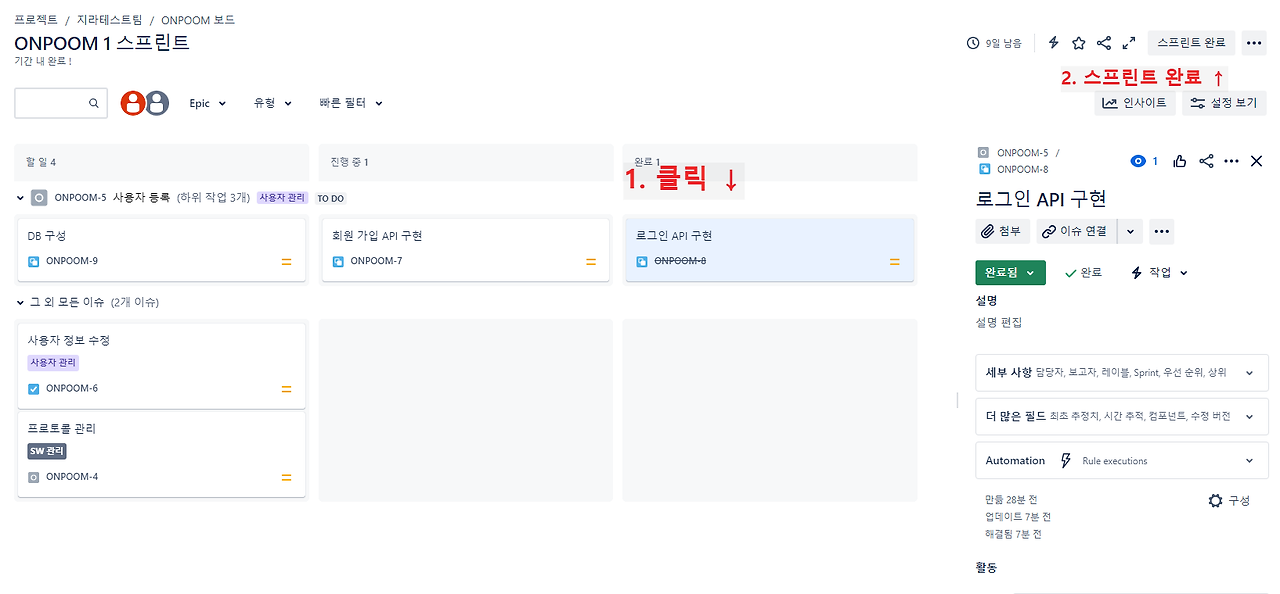 프로젝트 / 지라테스트팀 / ONPOOM 보드
ONPOOM 1 스프린트
기간 내 완료 !
9일 남음
스프린트 완료
2. 스프린트 완료 ↑
Epic
유형
빠른 필터
인사이트
설정 보기
할 일 4
진행 중 1
완료 1
1. 클릭 ↓
ONPOOM-5 사용자 등록 (하위 작업 3개) 사용자 관리 TO DO
DB 구성
ONPOOM-9
회원 가입 API 구현
ONPOOM-7
로그인 API 구현
ONPOOM-8
그 외 모든 이슈 (2개 이슈)
사용자 정보 수정
사용자 관리
ONPOOM-6
프로토콜 관리
SW 관리
ONPOOM-4
ONPOOM-5 /
ONPOOM-8
1
로그인 API 구현
첨부
이슈 연결
완료됨
완료
작업
설명
설명 편집
세부 사항 담당자, 보고자, 레이블, Sprint, 우선 순위, 상위
더 많은 필드 최초 추정치, 시간 추적, 컴포넌트, 수정 버전
Automation Rule executions
만듦 28분 전
업데이트 7분 전
해결됨 7분 전
구성
활동